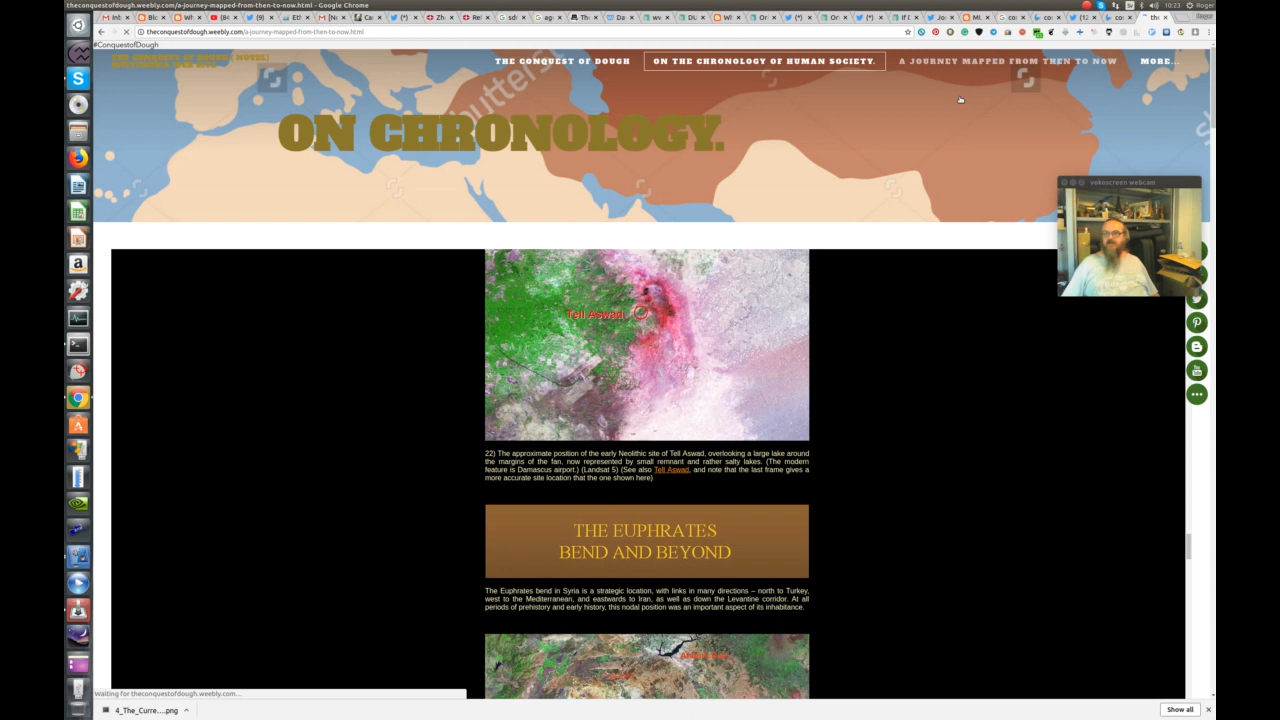 theconquestofdough.weebly.com/a-journey-mapped-from-then-to-now.html - Google Chrome
10:23 Roger
theconquestofdough.weebly.com/a-journey-mapped-from-then-to-now.html
#ConquestofDough
THE CONQUEST OF DOUGH
ON THE CHRONOLOGY OF HUMAN SOCIETY.
A JOURNEY MAPPED FROM THEN TO NOW
MORE...
ON CHRONOLOGY.
vokoscreen webcam
Tell Aswad
22) The approximate position of the early Neolithic site of Tell Aswad, overlooking a large lake around
the margins of the fan, now represented by small remnant and rather salty lakes. (The modern
feature is Damascus airport.) (Landsat 5) (See also Tell Aswad, and note that the last frame gives a
more accurate site location that the one shown here)
THE EUPHRATES
BEND AND BEYOND
The Euphrates bend in Syria is a strategic location, with links in many directions – north to Turkey,
west to the Mediterranean, and eastwards to Iran, as well as down the Levantine corridor. At all
periods of prehistory and early history, this nodal position was an important aspect of its inhabitance.
Waiting for theconquestofdough.weebly.com...
4_The_Curre....png
Show all